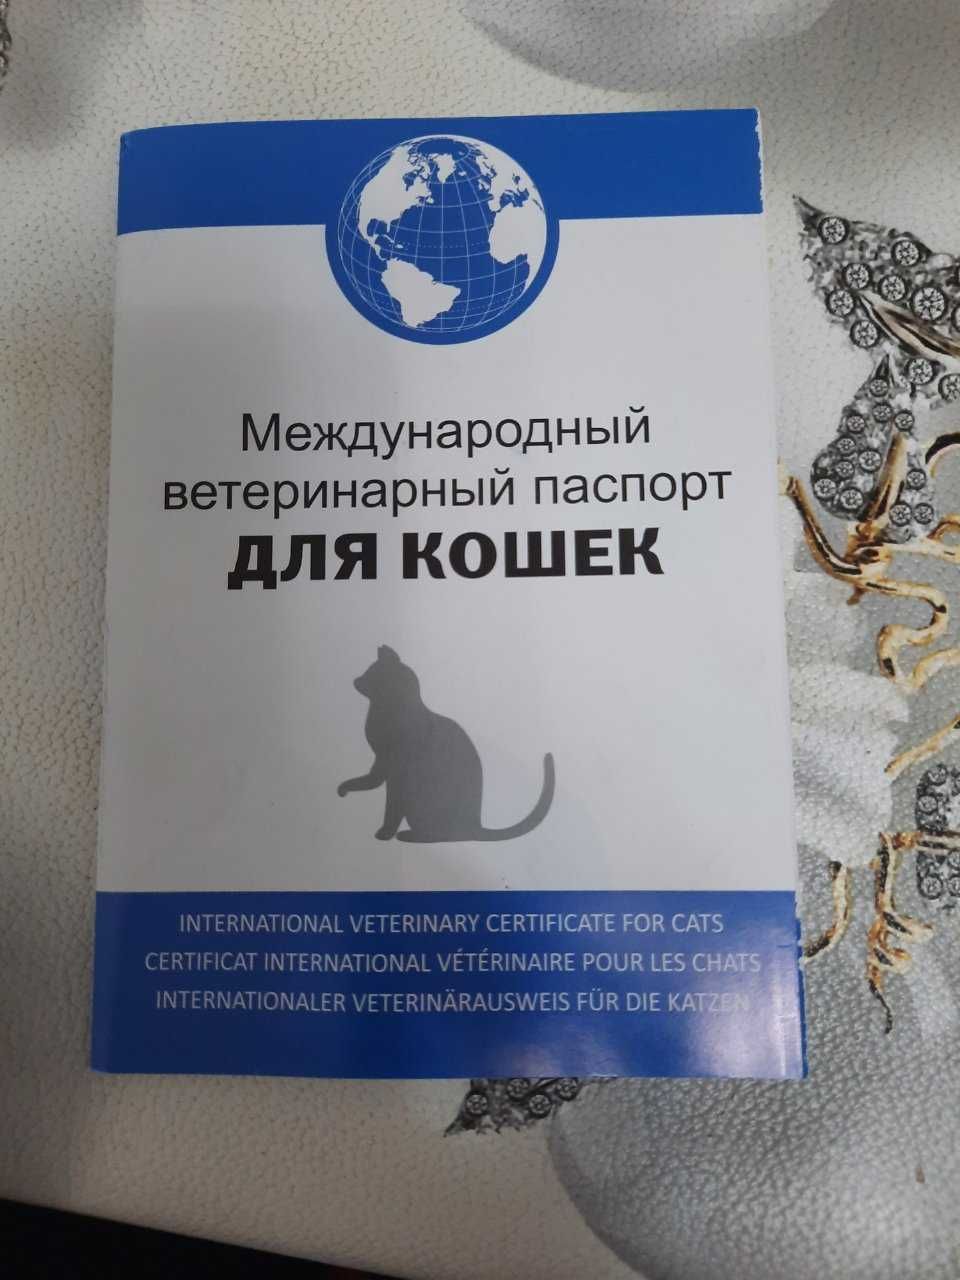 Международный
ветеринарный паспорт
ДЛЯ КОШЕК
INTERNATIONAL VETERINARY CERTIFICATE FOR CATS
CERTIFICAT INTERNATIONAL VÉTÉRINAIRE POUR LES CHATS
INTERNATIONALER VETERINÄRAUSWEIS FÜR DIE KATZEN